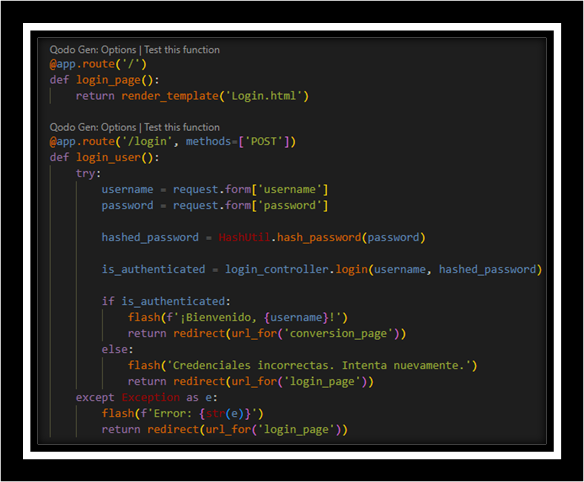 Qodo Gen: Options | Test this function
@app.route('/')
def login_page():
    return render_template('Login.html')
Qodo Gen: Options | Test this function
@app.route('/login', methods=['POST'])
def login_user():
    try:
        username = request.form['username']
        password = request.form['password']
        hashed_password = HashUtil.hash_password(password)
        is_authenticated = login_controller.login(username, hashed_password)
        if is_authenticated:
            flash(f'¡Bienvenido, {username}!')
            return redirect(url_for('conversion_page'))
        else:
            flash('Credenciales incorrectas. Intenta nuevamente.')
            return redirect(url_for('login_page'))
    except Exception as e:
        flash(f'Error: {str(e)}')
        return redirect(url_for('login_page'))